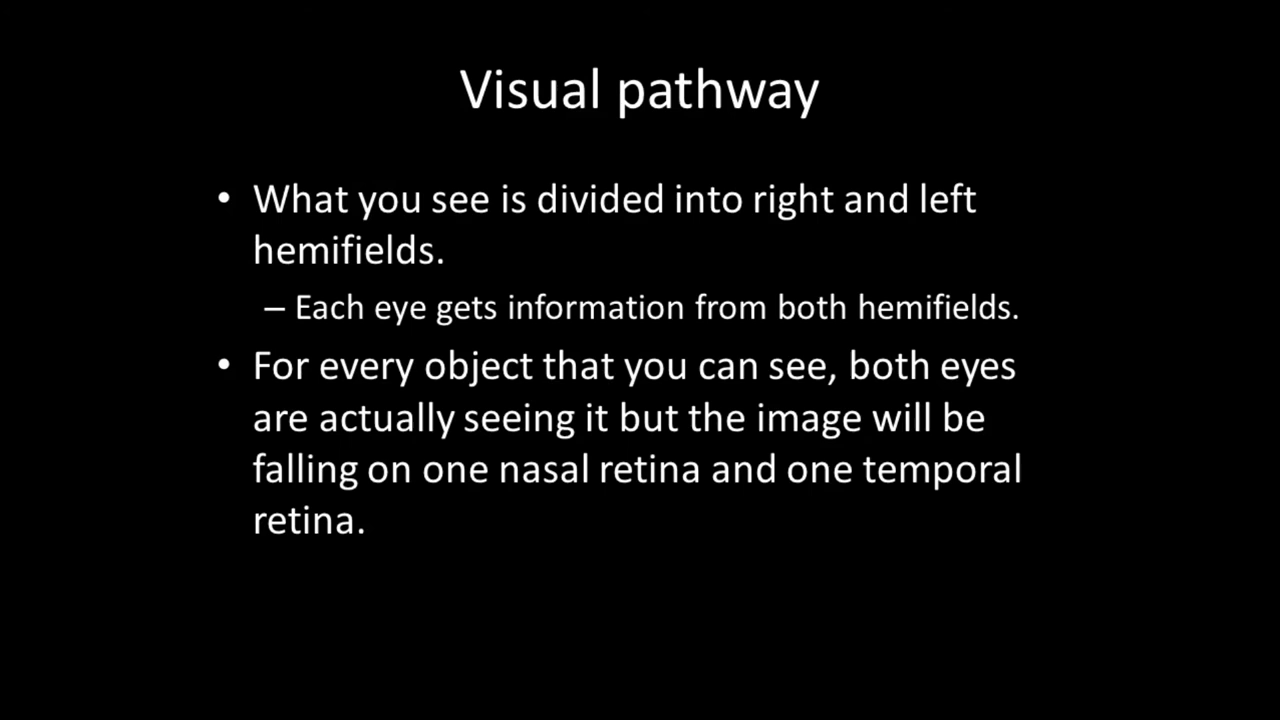 Visual pathway
• What you see is divided into right and left
hemifields.
– Each eye gets information from both hemifields.
• For every object that you can see, both eyes
are actually seeing it but the image will be
falling on one nasal retina and one temporal
retina.